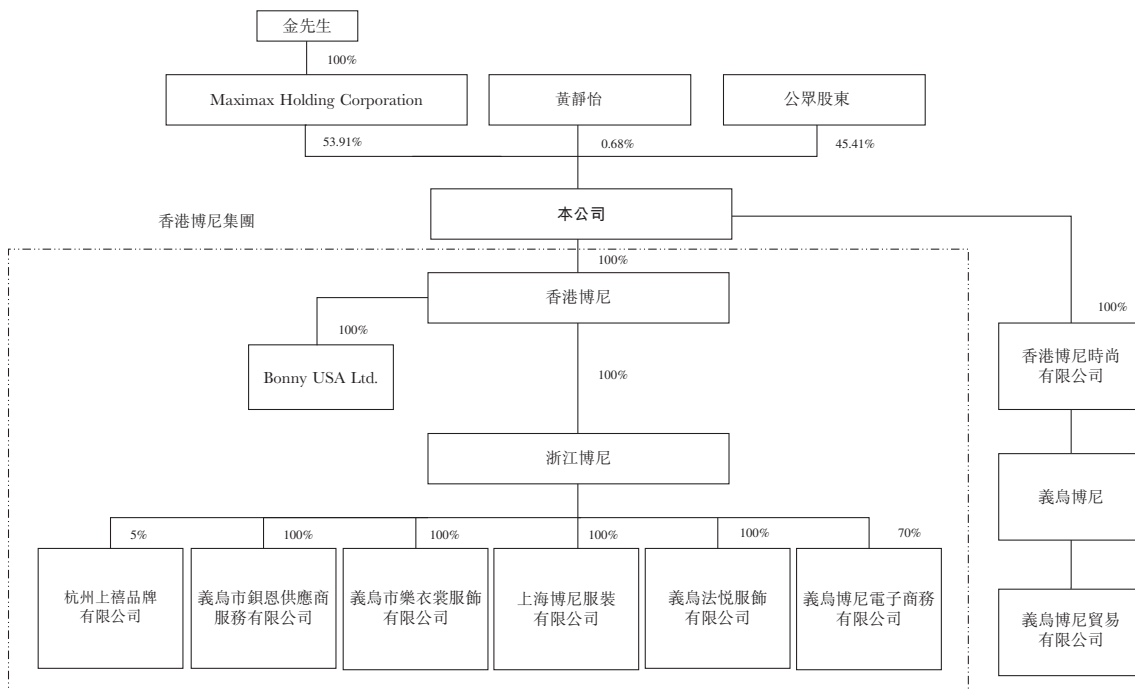 金先生
100%
Maximax Holding Corporation
黃靜怡
公眾股東
53.91%
0.68%
45.41%
本公司
香港博尼集團
100%
香港博尼
100%
100%
Bonny USA Ltd.
100%
香港博尼時尚
有限公司
浙江博尼
義烏博尼
5%
100%
100%
100%
100%
70%
杭州上禧品牌
有限公司
義烏市鋇恩供應商
服務有限公司
義烏市樂衣裳服飾
有限公司
上海博尼服裝
有限公司
義烏法悅服飾
有限公司
義烏博尼電子商務
有限公司
義烏博尼貿易
有限公司